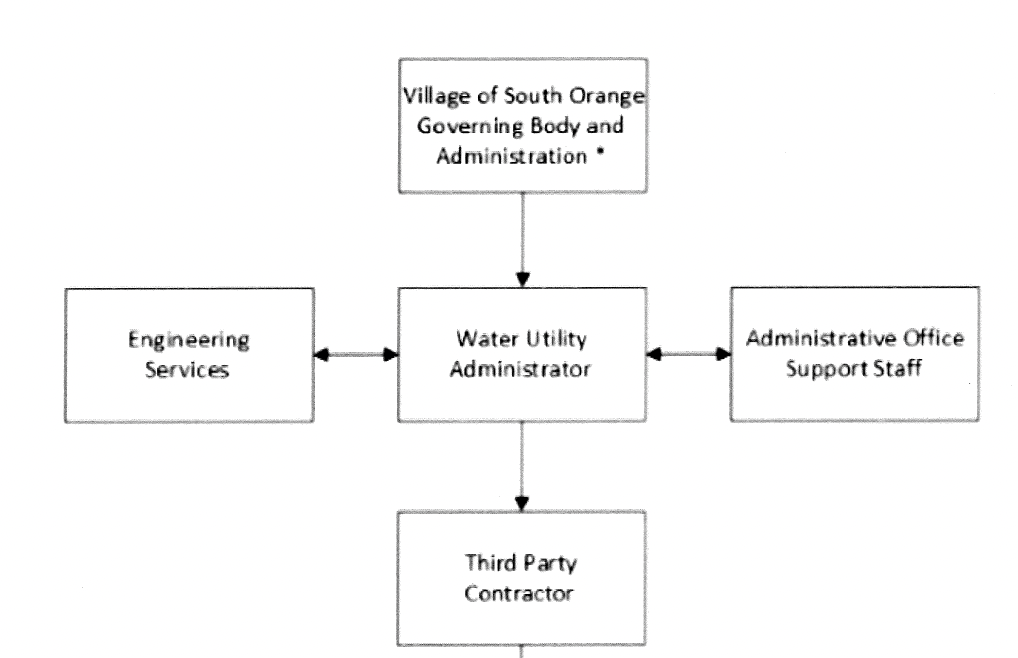 Village of South Orange
Governing Body and
Administration *
Engineering
Services
Water Utility
Administrator
Administrative Office
Support Staff
Third Party
Contractor